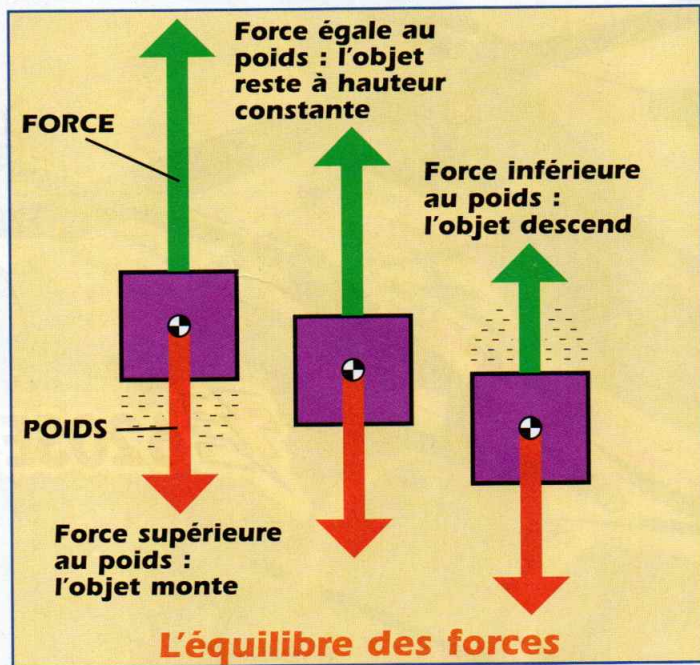 Force égale au
poids : l'objet
reste à hauteur
constante
FORCE
Force inférieure
au poids :
l'objet descend
POIDS
Force supérieure
au poids :
l'objet monte
L'équilibre des forces